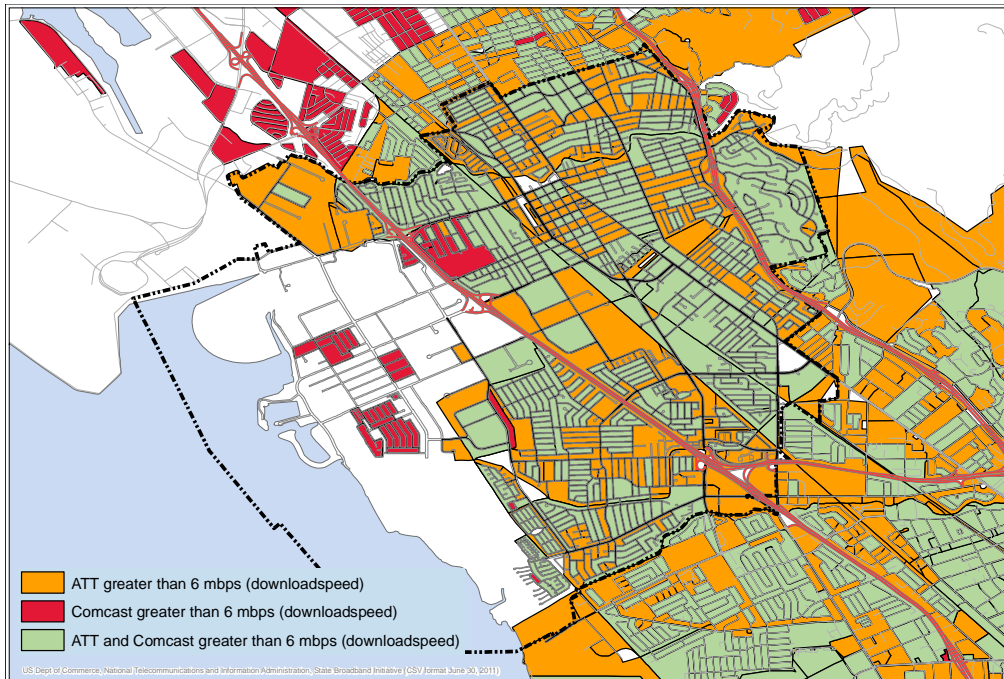 ATT greater than 6 mbps (downloadspeed)
Comcast greater than 6 mbps (downloadspeed)
ATT and Comcast greater than 6 mbps (downloadspeed)
US Dept of Commerce, National Telecommunications and Information Administration, State Broadband Initiative [CSV format June 30, 2011)